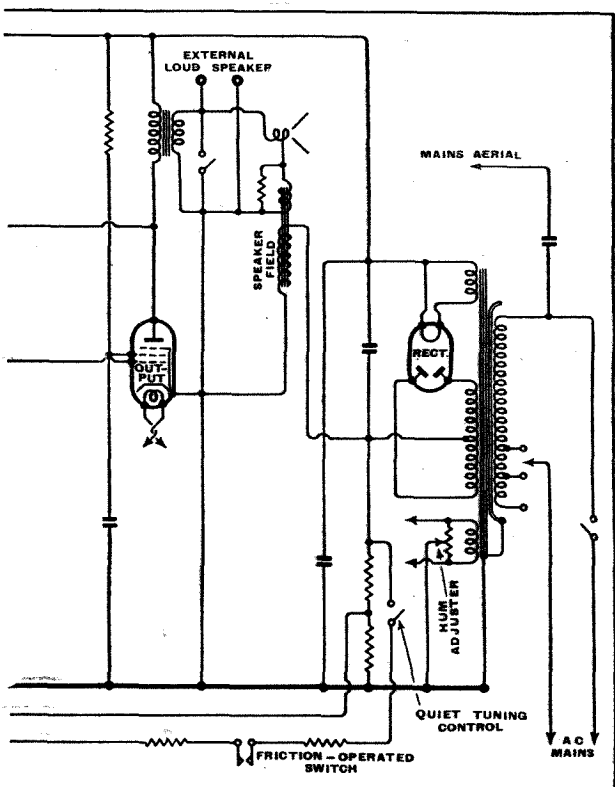 EXTERNAL
LOUD SPEAKER
MAINS AERIAL
SPEAKER
FIELD
RECT.
OUT-
PUT
HUM
ADJUSTER
QUIET TUNING
CONTROL
A C
MAINS
FRICTION-OPERATED
SWITCH